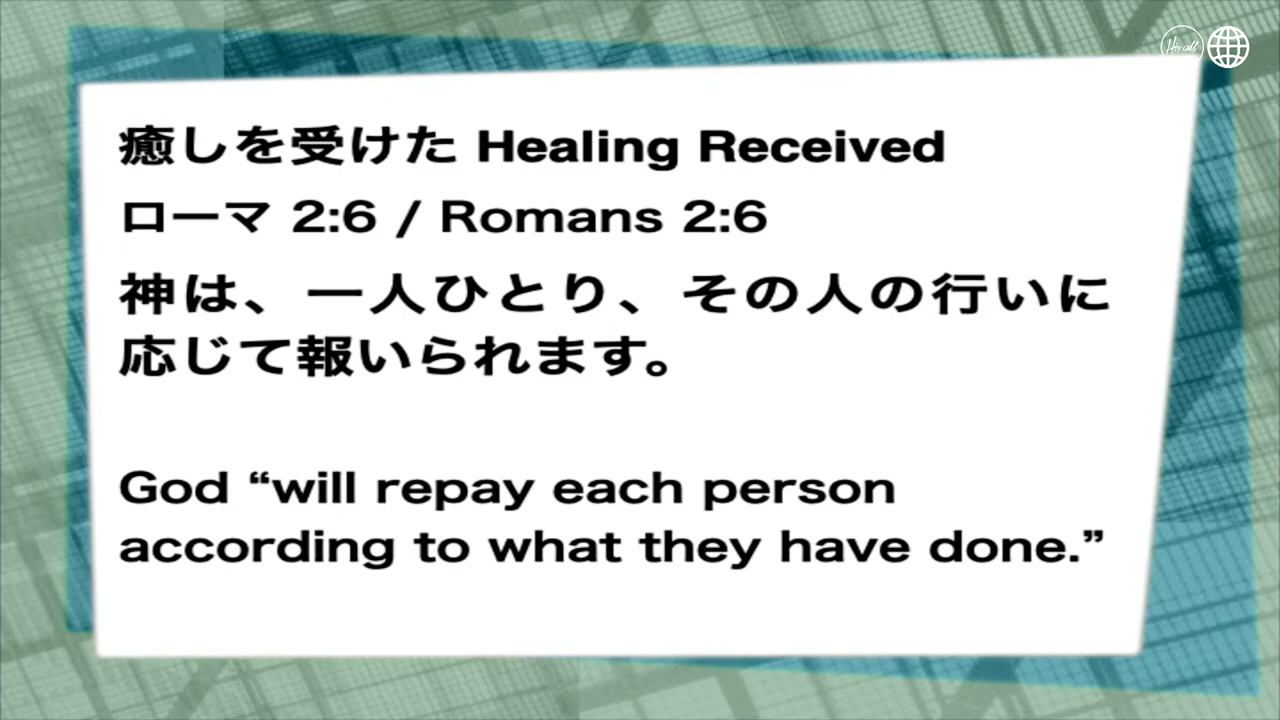 His call
癒しを受けた Healing Received
ローマ 2:6 / Romans 2:6
神は、一人ひとり、その人の行いに
応じて報いられます。
God “will repay each person
according to what they have done.”